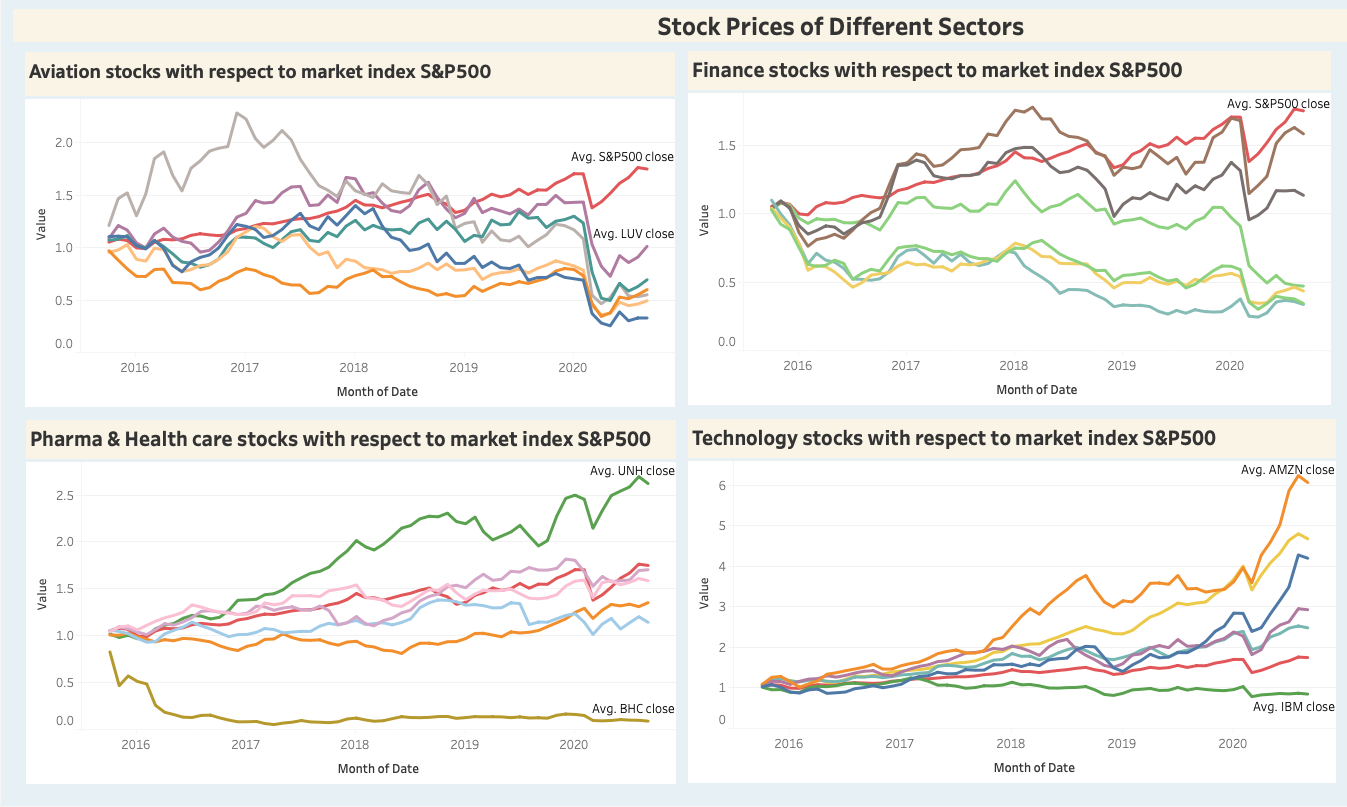 Stock Prices of Different Sectors
Aviation stocks with respect to market index S&P500
Avg. S&P500 close
Avg. LUV close
Value
2.0
1.5
1.0
0.5
0.0
2016 2017 2018 2019 2020
Month of Date
Finance stocks with respect to market index S&P500
Avg. S&P500 close
Value
1.5
1.0
0.5
0.0
2016 2017 2018 2019 2020
Month of Date
Pharma & Health care stocks with respect to market index S&P500
Avg. UNH close
Avg. BHC close
Value
2.5
2.0
1.5
1.0
0.5
0.0
2016 2017 2018 2019 2020
Month of Date
Technology stocks with respect to market index S&P500
Avg. AMZN close
Avg. IBM close
Value
6
5
4
3
2
1
0
2016 2017 2018 2019 2020
Month of Date